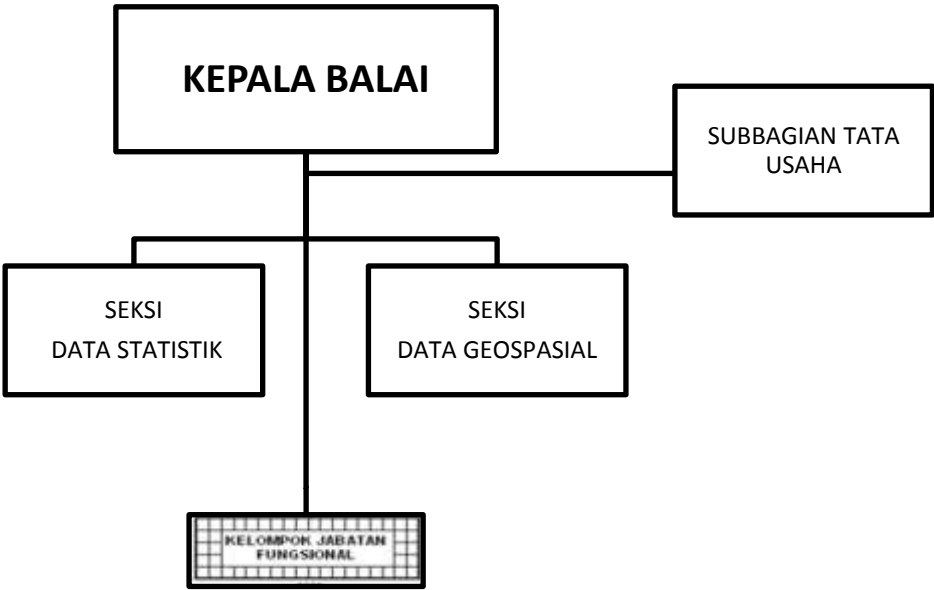 KEPALA BALAI
SUBBAGIAN TATA
USAHA
SEKSI
DATA STATISTIK
SEKSI
DATA GEOSPASIAL
KELOMPOK JABATAN
FUNGSIONAL